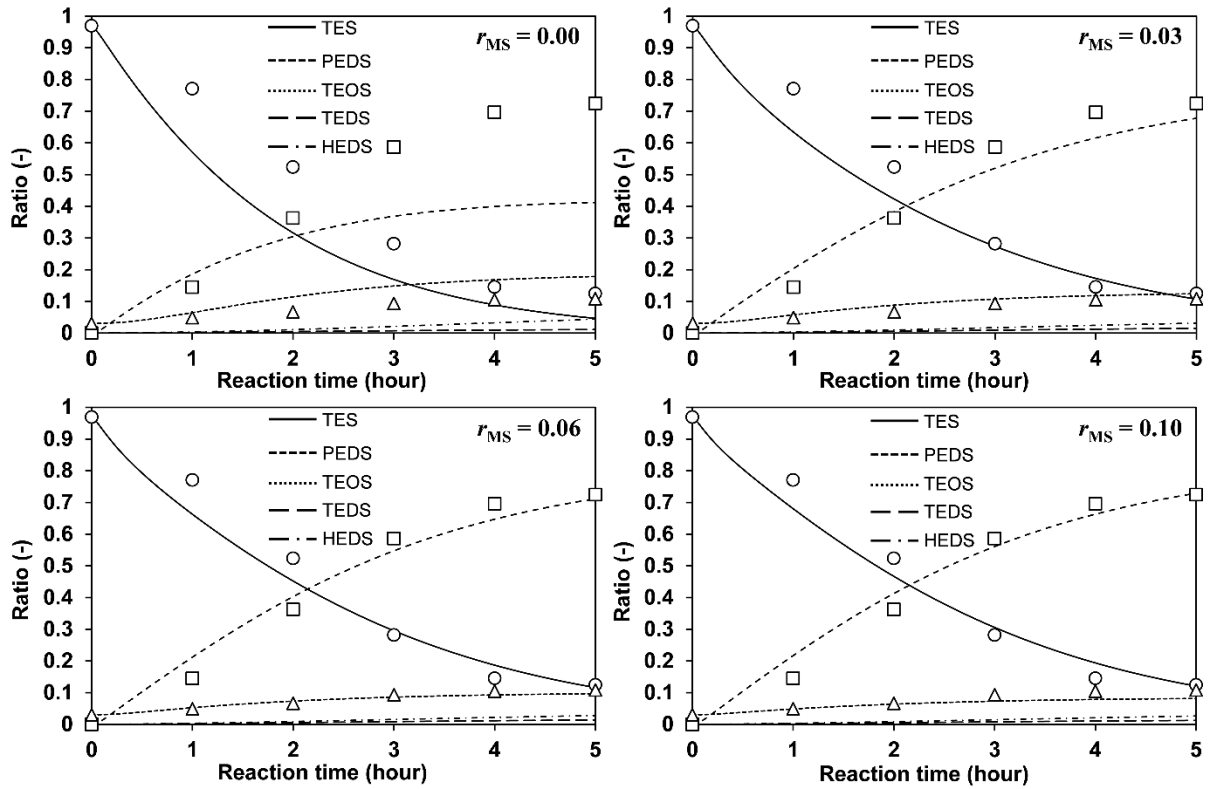 1
0.9
0.8
0.7
0.6
0.5
0.4
0.3
0.2
0.1
0
Ratio (-)
TES
PEDS
TEOS
TEDS
HEDS
rMS = 0.00
0 1 2 3 4 5
Reaction time (hour)
1
0.9
0.8
0.7
0.6
0.5
0.4
0.3
0.2
0.1
0
Ratio (-)
TES
PEDS
TEOS
TEDS
HEDS
rMS = 0.03
0 1 2 3 4 5
Reaction time (hour)
1
0.9
0.8
0.7
0.6
0.5
0.4
0.3
0.2
0.1
0
Ratio (-)
TES
PEDS
TEOS
TEDS
HEDS
rMS = 0.06
0 1 2 3 4 5
Reaction time (hour)
1
0.9
0.8
0.7
0.6
0.5
0.4
0.3
0.2
0.1
0
Ratio (-)
TES
PEDS
TEOS
TEDS
HEDS
rMS = 0.10
0 1 2 3 4 5
Reaction time (hour)